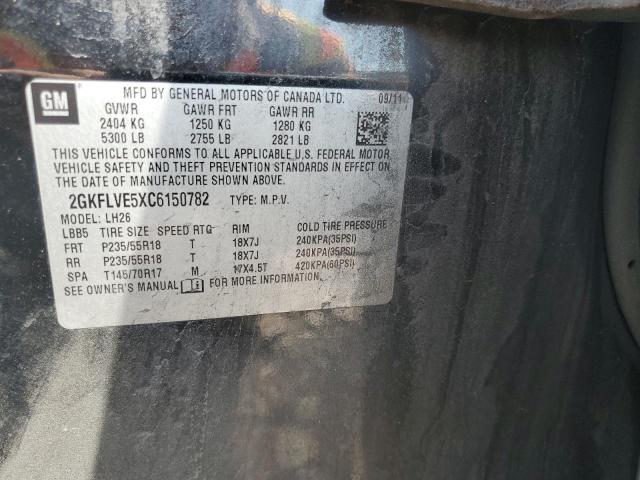 GM
MFD BY GENERAL MOTORS OF CANADA LTD. 09/11
GVWR GAWR FRT GAWR RR
2404 KG 1250 KG 1280 KG
5300 LB 2755 LB 2821 LB
THIS VEHICLE CONFORMS TO ALL APPLICABLE U.S. FEDERAL MOTOR
VEHICLE SAFETY AND THEFT PREVENTION STANDARDS IN EFFECT ON THE
DATE OF MANUFACTURE SHOWN ABOVE.
2GKFLVE5XC6150782 TYPE: M.P.V.
MODEL: LH26
LBB5 TIRE SIZE SPEED RTG RIM COLD TIRE PRESSURE
FRT P235/55R18 T 18X7J 240KPA(35PSI)
RR P235/55R18 T 18X7J 240KPA(35PSI)
SPA T145/70R17 M 17X4.5T 420KPA(60PSI)
SEE OWNER'S MANUAL FOR MORE INFORMATION.